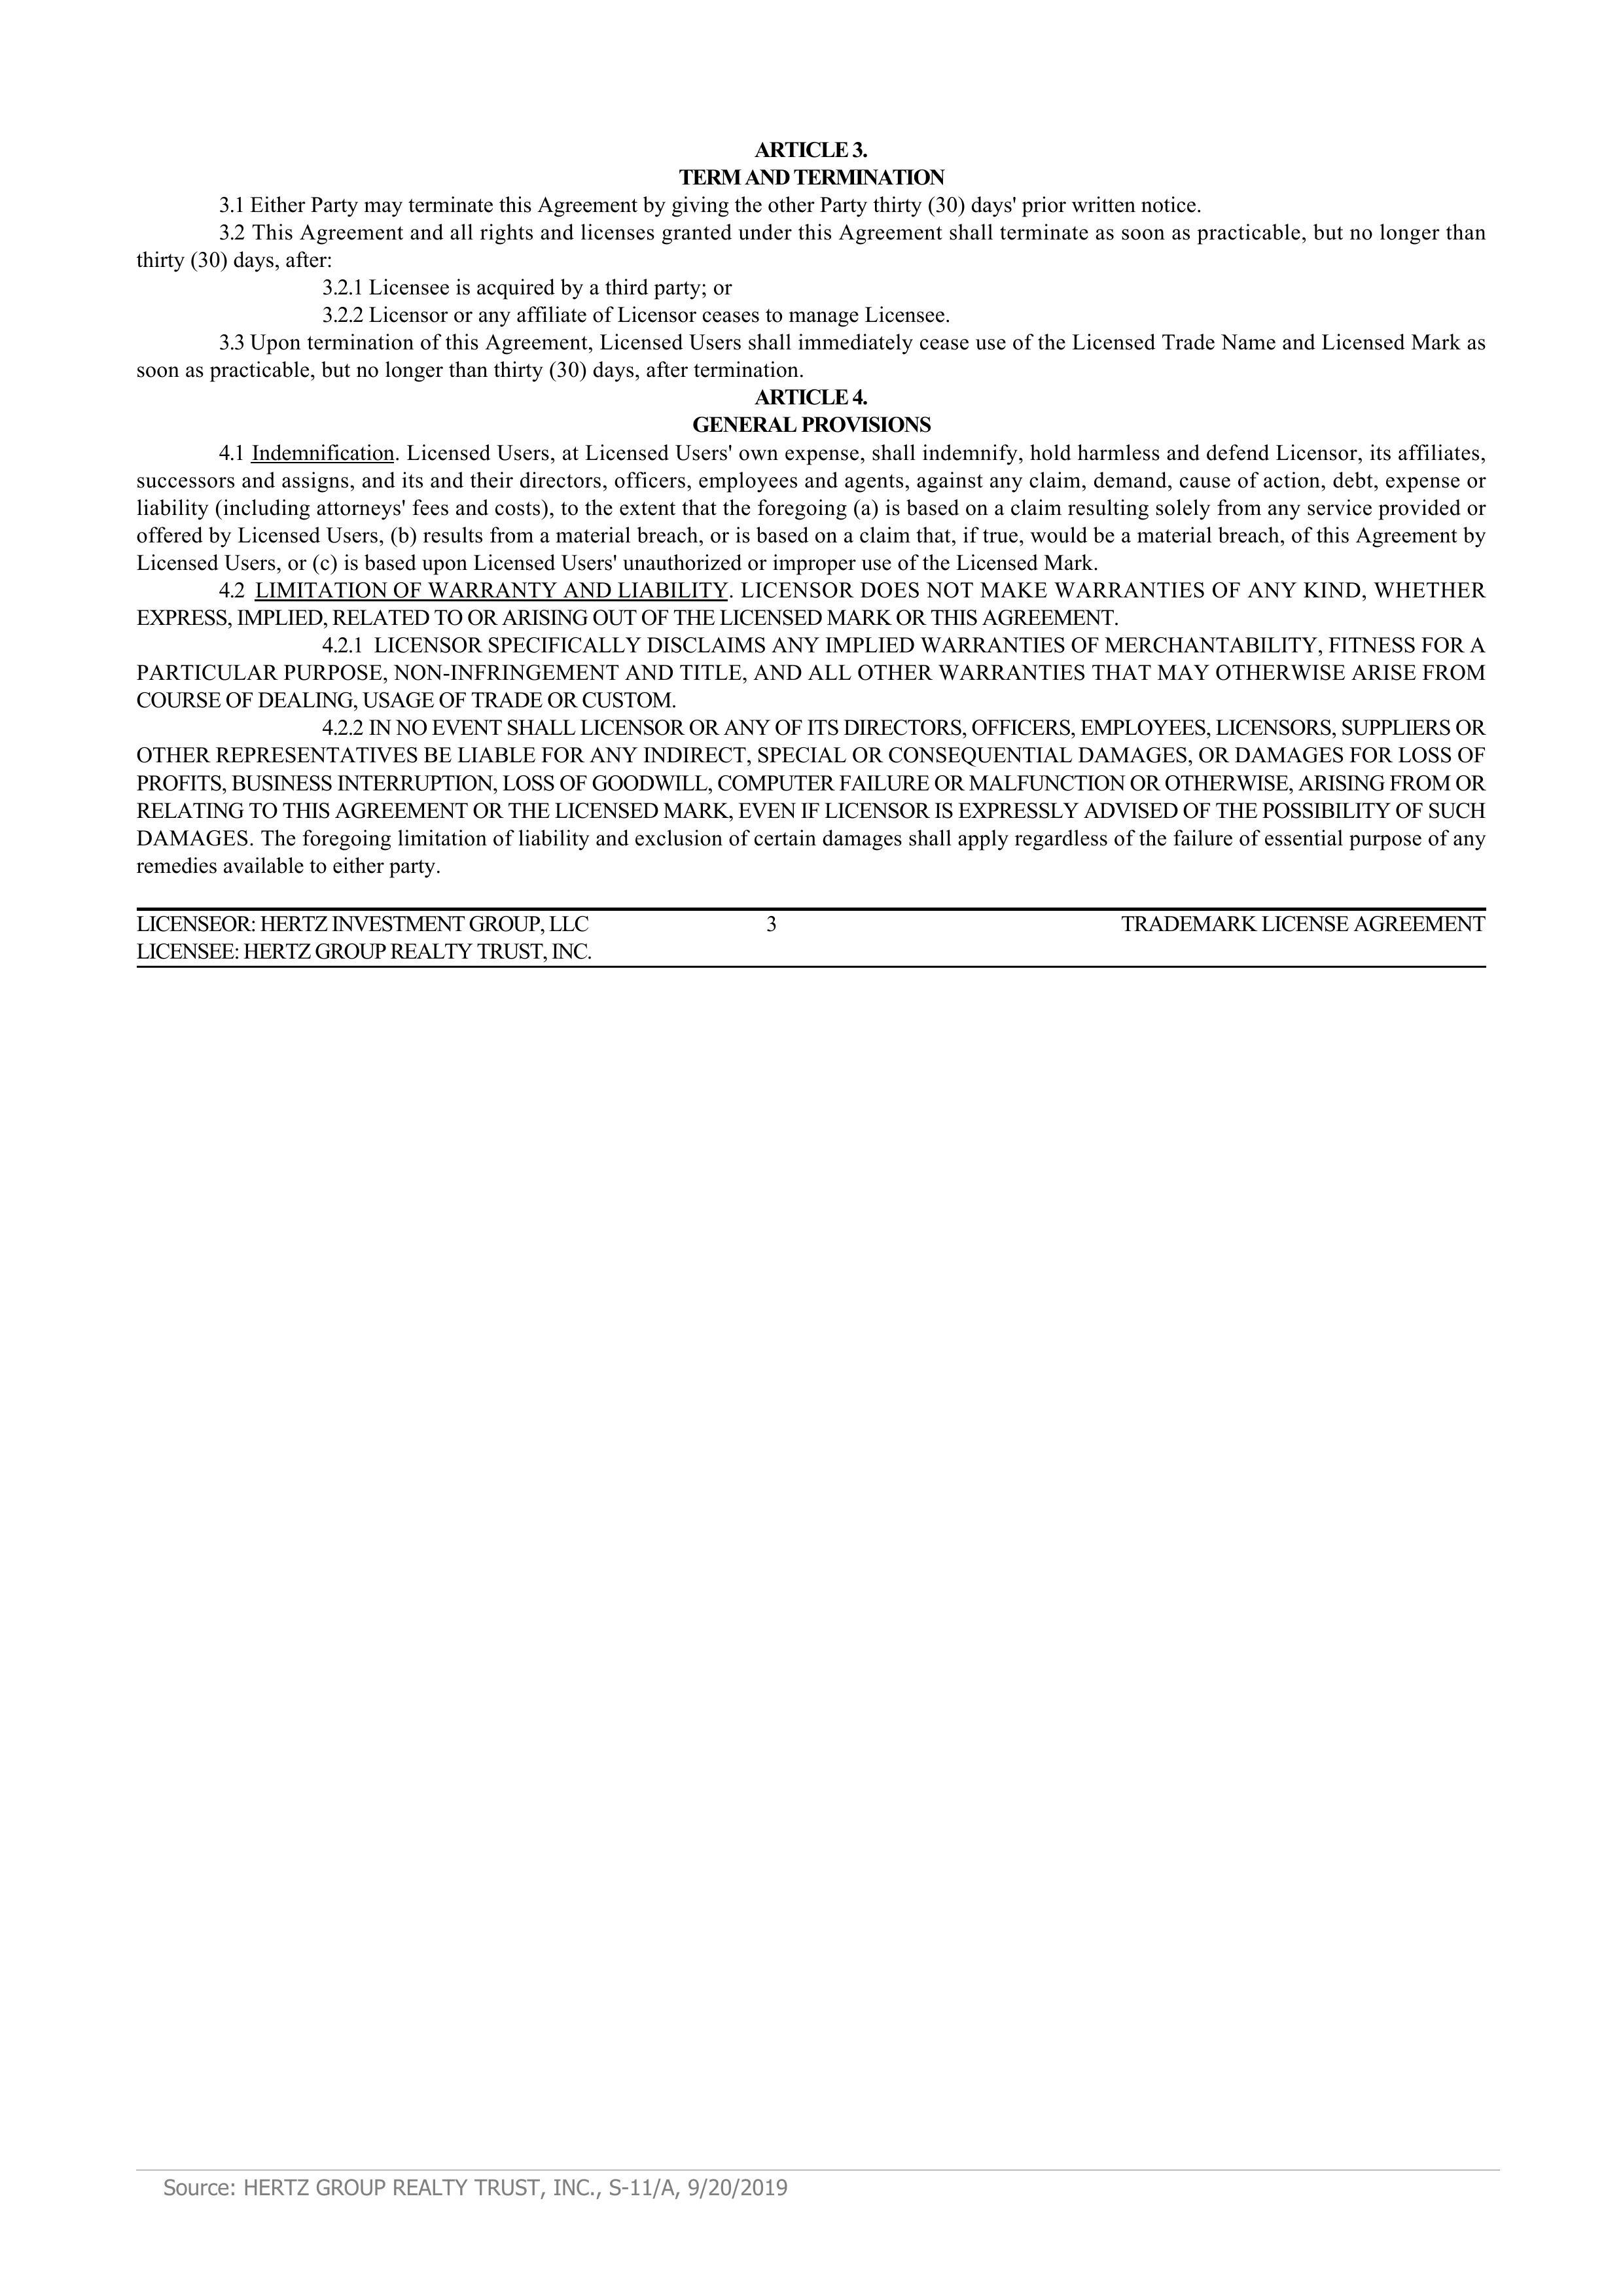 ARTICLE 3.
TERM AND TERMINATION
3.1 Either Party may terminate this Agreement by giving the other Party thirty (30) days' prior written notice.
3.2 This Agreement and all rights and licenses granted under this Agreement shall terminate as soon as practicable, but no longer than
thirty (30) days, after:
3.2.1 Licensee is acquired by a third party; or
3.2.2 Licensor or any affiliate of Licensor ceases to manage Licensee.
3.3 Upon termination of this Agreement, Licensed Users shall immediately cease use of the Licensed Trade Name and Licensed Mark as
soon as practicable, but no longer than thirty (30) days, after termination.
ARTICLE 4.
GENERAL PROVISIONS
4.1 Indemnification. Licensed Users, at Licensed Users' own expense, shall indemnify, hold harmless and defend Licensor, its affiliates,
successors and assigns, and its and their directors, officers, employees and agents, against any claim, demand, cause of action, debt, expense or
liability (including attorneys' fees and costs), to the extent that the foregoing (a) is based on a claim resulting solely from any service provided or
offered by Licensed Users, (b) results from a material breach, or is based on a claim that, if true, would be a material breach, of this Agreement by
Licensed Users, or (c) is based upon Licensed Users' unauthorized or improper use of the Licensed Mark.
4.2 LIMITATION OF WARRANTY AND LIABILITY. LICENSOR DOES NOT MAKE WARRANTIES OF ANY KIND, WHETHER
EXPRESS, IMPLIED, RELATED TO OR ARISING OUT OF THE LICENSED MARK OR THIS AGREEMENT.
4.2.1 LICENSOR SPECIFICALLY DISCLAIMS ANY IMPLIED WARRANTIES OF MERCHANTABILITY, FITNESS FOR A
PARTICULAR PURPOSE, NON-INFRINGEMENT AND TITLE, AND ALL OTHER WARRANTIES THAT MAY OTHERWISE ARISE FROM
COURSE OF DEALING, USAGE OF TRADE OR CUSTOM.
4.2.2 IN NO EVENT SHALL LICENSOR OR ANY OF ITS DIRECTORS, OFFICERS, EMPLOYEES, LICENSORS, SUPPLIERS OR
OTHER REPRESENTATIVES BE LIABLE FOR ANY INDIRECT, SPECIAL OR CONSEQUENTIAL DAMAGES, OR DAMAGES FOR LOSS OF
PROFITS, BUSINESS INTERRUPTION, LOSS OF GOODWILL, COMPUTER FAILURE OR MALFUNCTION OR OTHERWISE, ARISING FROM OR
RELATING TO THIS AGREEMENT OR THE LICENSED MARK, EVEN IF LICENSOR IS EXPRESSLY ADVISED OF THE POSSIBILITY OF SUCH
DAMAGES. The foregoing limitation of liability and exclusion of certain damages shall apply regardless of the failure of essential purpose of any
remedies available to either party.
LICENSEOR: HERTZ INVESTMENT GROUP, LLC 3 TRADEMARK LICENSE AGREEMENT
LICENSEE: HERTZ GROUP REALTY TRUST, INC.
Source: HERTZ GROUP REALTY TRUST, INC., S-11/A, 9/20/2019